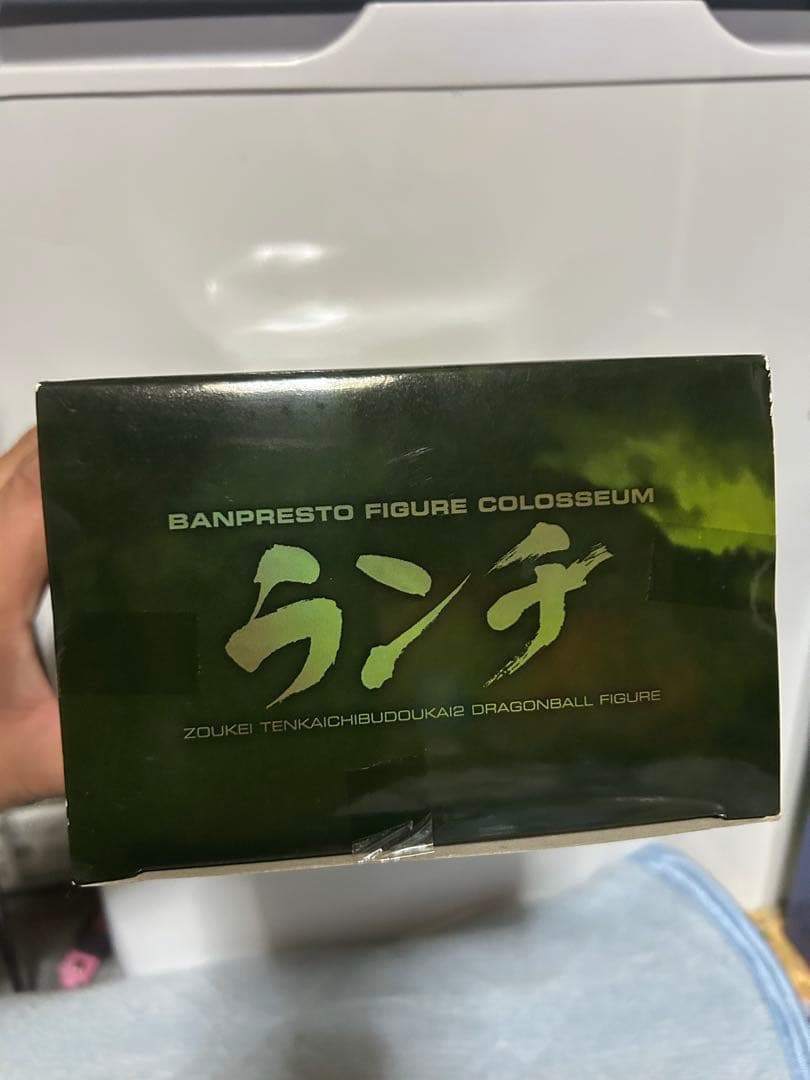 BANPRESTO FIGURE COLOSSEUM
ランチ
ZOUKEI TENKAICHIBUDOUKAI2 DRAGONBALL FIGURE